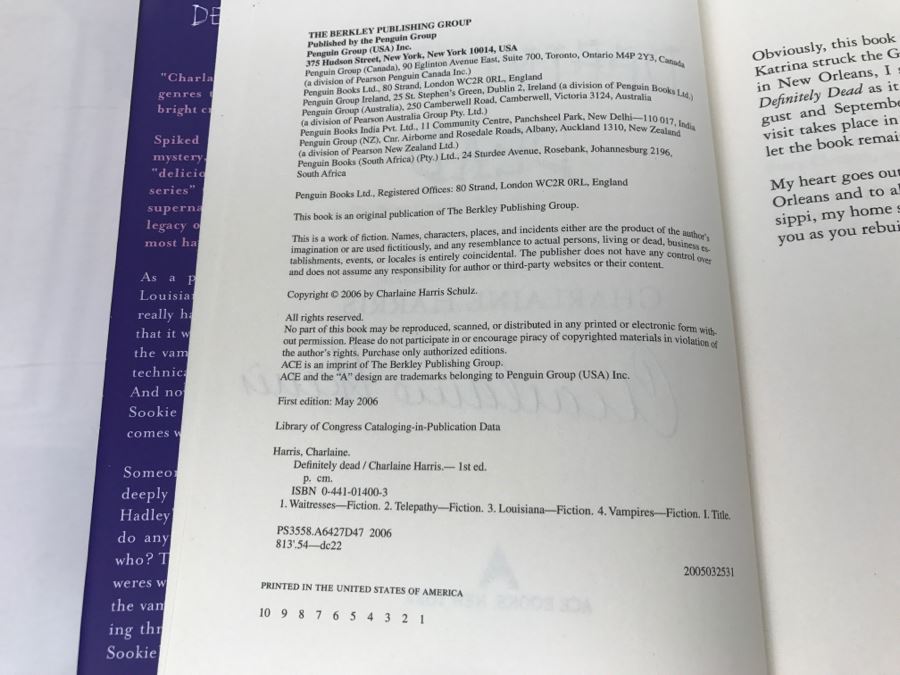 DE
"Charla
genres
bright cr
Spiked
mystery,
"delicio
series"
superna
legacy o
most ha
As a p
Louisia
really ha
that it w
the vam
technica
And no
Sookie
comes w
Someo
deeply
Hadley
do any
who? T
weres w
the vam
ing thr
Sookie
THE BERKLEY PUBLISHING GROUP
Published by the Penguin Group
Penguin Group (USA) Inc.
375 Hudson Street, New York, New York 10014, USA
Penguin Group (Canada), 90 Eglinton Avenue East, Suite 700, Toronto, Ontario M4P 2Y3, Canada
(a division of Pearson Penguin Canada Inc.)
Penguin Books Ltd., 80 Strand, London WC2R 0RL, England
Penguin Group Ireland, 25 St. Stephen's Green, Dublin 2, Ireland (a division of Penguin Books Ltd.)
Penguin Group (Australia), 250 Camberwell Road, Camberwell, Victoria 3124, Australia
(a division of Pearson Australia Group Pty. Ltd.)
Penguin Books India Pvt. Ltd., 11 Community Centre, Panchsheel Park, New Delhi—110 017, India
Penguin Group (NZ), Cnr. Airborne and Rosedale Roads, Albany, Auckland 1310, New Zealand
(a division of Pearson New Zealand Ltd.)
Penguin Books (South Africa) (Pty.) Ltd., 24 Sturdee Avenue, Rosebank, Johannesburg 2196,
South Africa
Penguin Books Ltd., Registered Offices: 80 Strand, London WC2R 0RL, England
This book is an original publication of The Berkley Publishing Group.
This is a work of fiction. Names, characters, places, and incidents either are the product of the author's
imagination or are used fictitiously, and any resemblance to actual persons, living or dead, business es-
tablishments, events, or locales is entirely coincidental. The publisher does not have any control over
and does not assume any responsibility for author or third-party websites or their content.
Copyright © 2006 by Charlaine Harris Schulz.
All rights reserved.
No part of this book may be reproduced, scanned, or distributed in any printed or electronic form with-
out permission. Please do not participate in or encourage piracy of copyrighted materials in violation of
the author's rights. Purchase only authorized editions.
ACE is an imprint of The Berkley Publishing Group.
ACE and the "A" design are trademarks belonging to Penguin Group (USA) Inc.
First edition: May 2006
Library of Congress Cataloging-in-Publication Data
Harris, Charlaine.
Definitely dead / Charlaine Harris.— 1st ed.
p. cm.
ISBN 0-441-01400-3
1. Waitresses—Fiction. 2. Telepathy—Fiction. 3. Louisiana—Fiction. 4. Vampires—Fiction. I. Title.
PS3558.A6427D47 2006
813'.54—dc22
2005032531
PRINTED IN THE UNITED STATES OF AMERICA
10 9 8 7 6 5 4 3 2 1
Obviously, this book
Katrina struck the G
in New Orleans, I s
Definitely Dead as it
gust and Septembe
visit takes place in
let the book remai
My heart goes out
Orleans and to al
sippi, my home s
you as you rebui